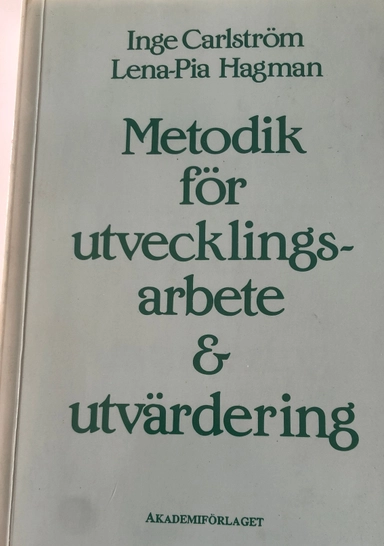 Inge Carlström
Lena-Pia Hagman
Metodik
för
utvecklings-
arbete
&
utvärdering
AKADEMIFÖRLAGET